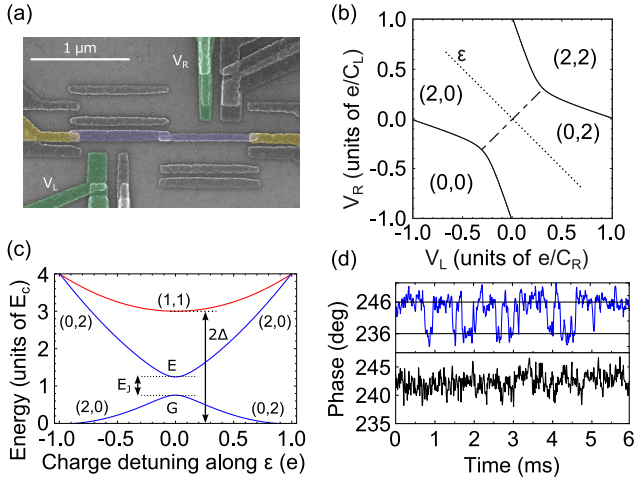 (a)
1 μm
V_R
V_L
(b)
1.0
0.5
0.0
-0.5
-1.0
V_R (units of e/C_L)
(2,2)
ε
(2,0)
(0,2)
(0,0)
-1.0 -0.5 0.0 0.5 1.0
V_L (units of e/C_R)
(c)
4
3
2
1
0
Energy (units of E_c)
(1,1)
(0,2)
(2,0)
2Δ
E
E_J
G
(2,0)
(0,2)
-1.0 -0.5 0.0 0.5 1.0
Charge detuning along ε (e)
(d)
246
236
245
240
235
Phase (deg)
0 1 2 3 4 5 6
Time (ms)